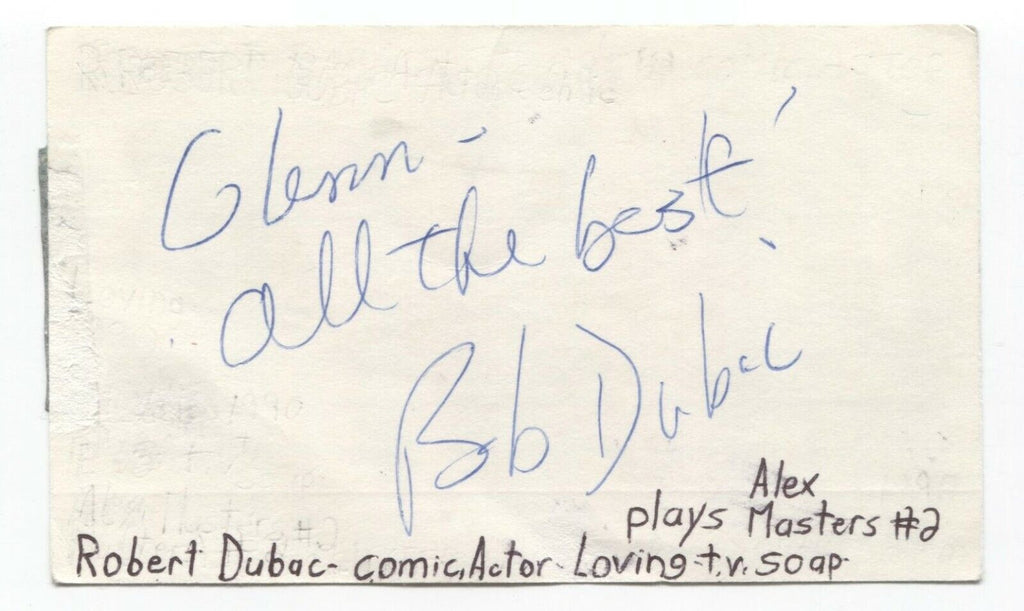 Glenn -
all the best!
Bob Dubac
Alex
plays Masters #2
Robert Dubac- comic, Actor- Loving t.v. soap-